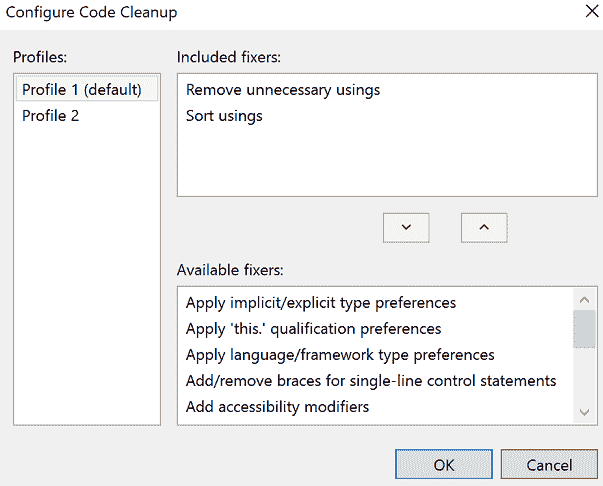 Configure Code Cleanup
Profiles:
Profile 1 (default)
Profile 2
Included fixers:
Remove unnecessary usings
Sort usings
Available fixers:
Apply implicit/explicit type preferences
Apply 'this.' qualification preferences
Apply language/framework type preferences
Add/remove braces for single-line control statements
Add accessibility modifiers
OK
Cancel